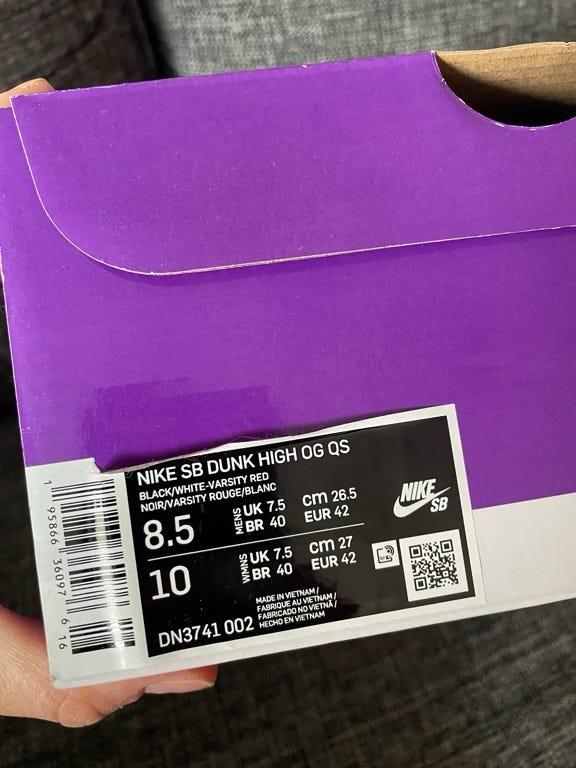 NIKE SB DUNK HIGH OG QS
BLACK/WHITE-VARSITY RED
NOIR/VARSITY ROUGE/BLANC
8.5 MENS UK 7.5 CM 26.5
BR 40 EUR 42
10 WMNS UK 7.5 CM 27
BR 40 EUR 42
MADE IN VIETNAM /
FABRIQUE AU VIETNAM /
FABRICADO NO VIETNÃ /
HECHO EN VIETNAM
DN3741 002
NIKE
SB
1 95866 36097 6 16